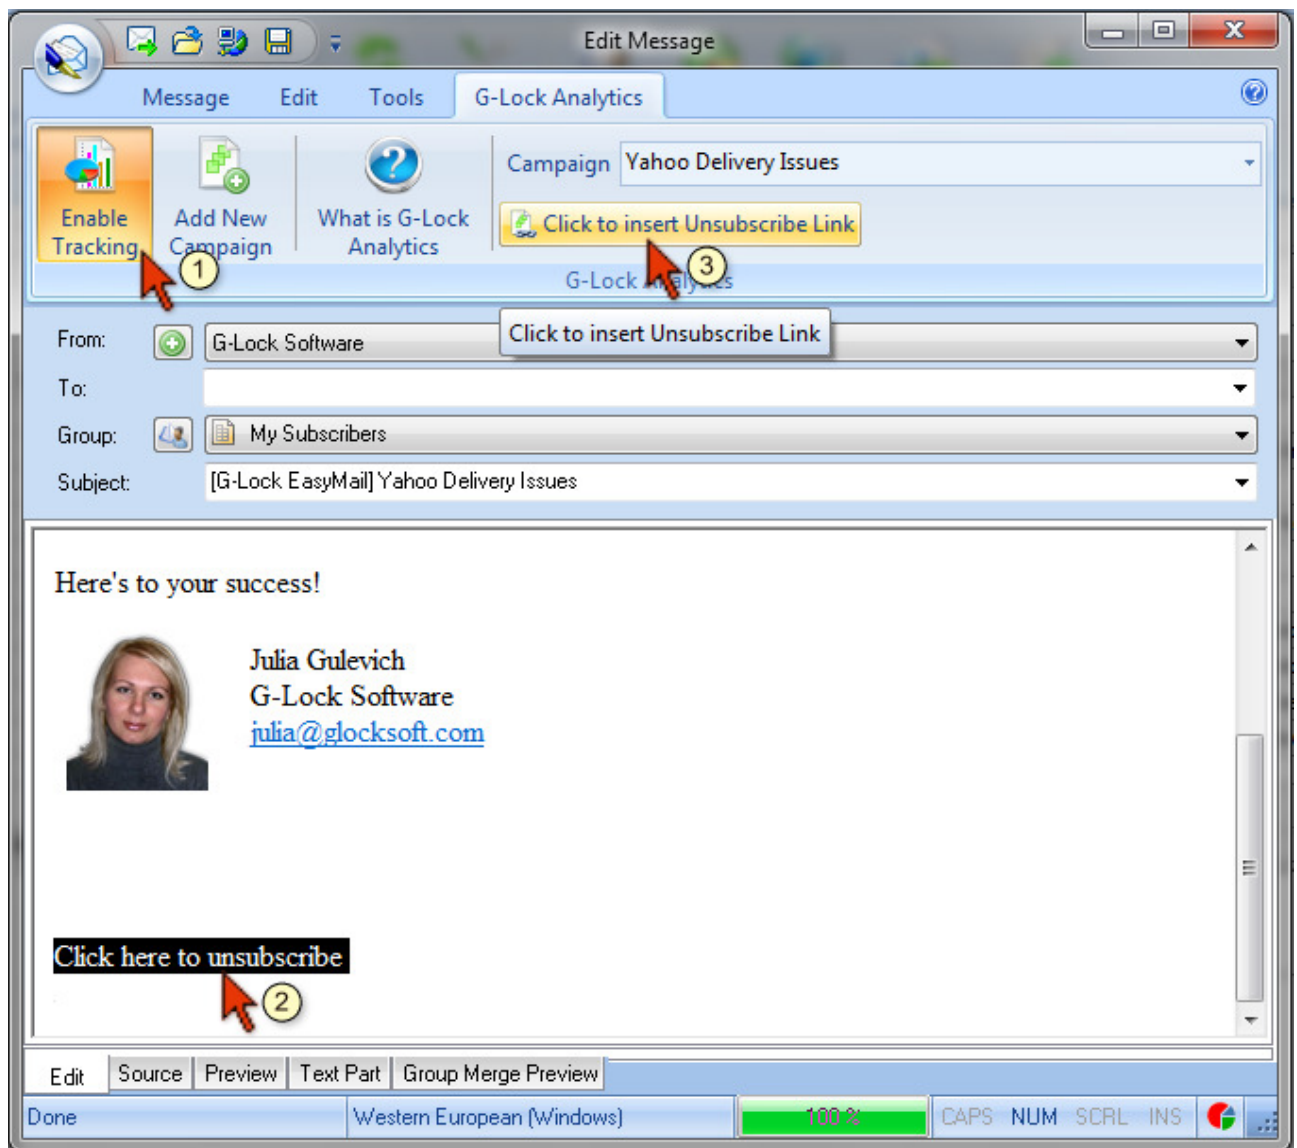 Edit Message
Message Edit Tools G-Lock Analytics
Enable Tracking
Add New Campaign
What is G-Lock Analytics
Campaign Yahoo Delivery Issues
Click to insert Unsubscribe Link
1
3
G-Lock Analytics
Click to insert Unsubscribe Link
From: G-Lock Software
To:
Group: My Subscribers
Subject: [G-Lock EasyMail] Yahoo Delivery Issues
Here's to your success!
Julia Gulevich
G-Lock Software
julia@glocksoft.com
Click here to unsubscribe
2
Edit Source Preview Text Part Group Merge Preview
Done Western European (Windows) 100 % CAPS NUM SCRL INS